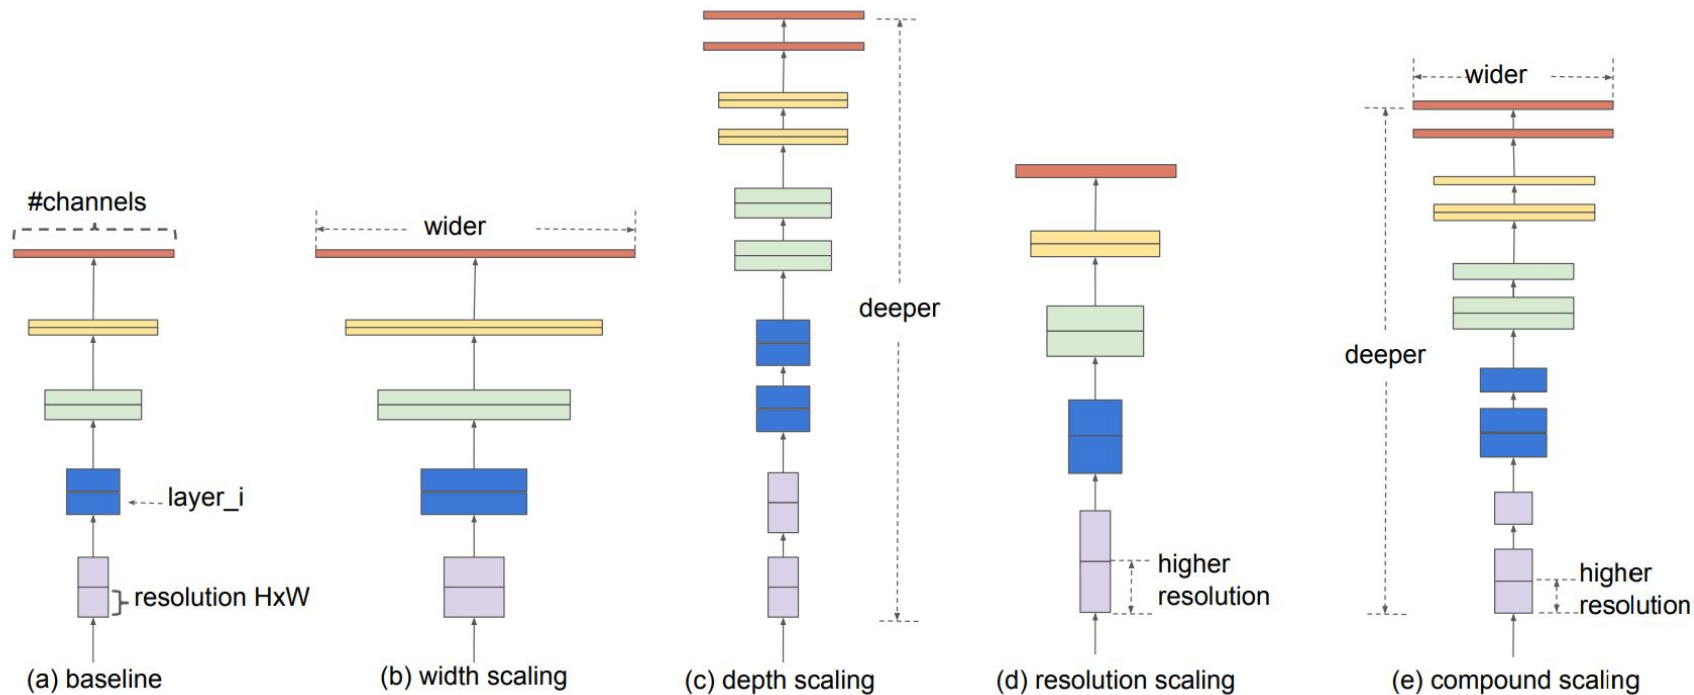 #channels
layer_i
resolution HxW
(a) baseline
wider
(b) width scaling
deeper
(c) depth scaling
higher
resolution
(d) resolution scaling
wider
deeper
higher
resolution
(e) compound scaling